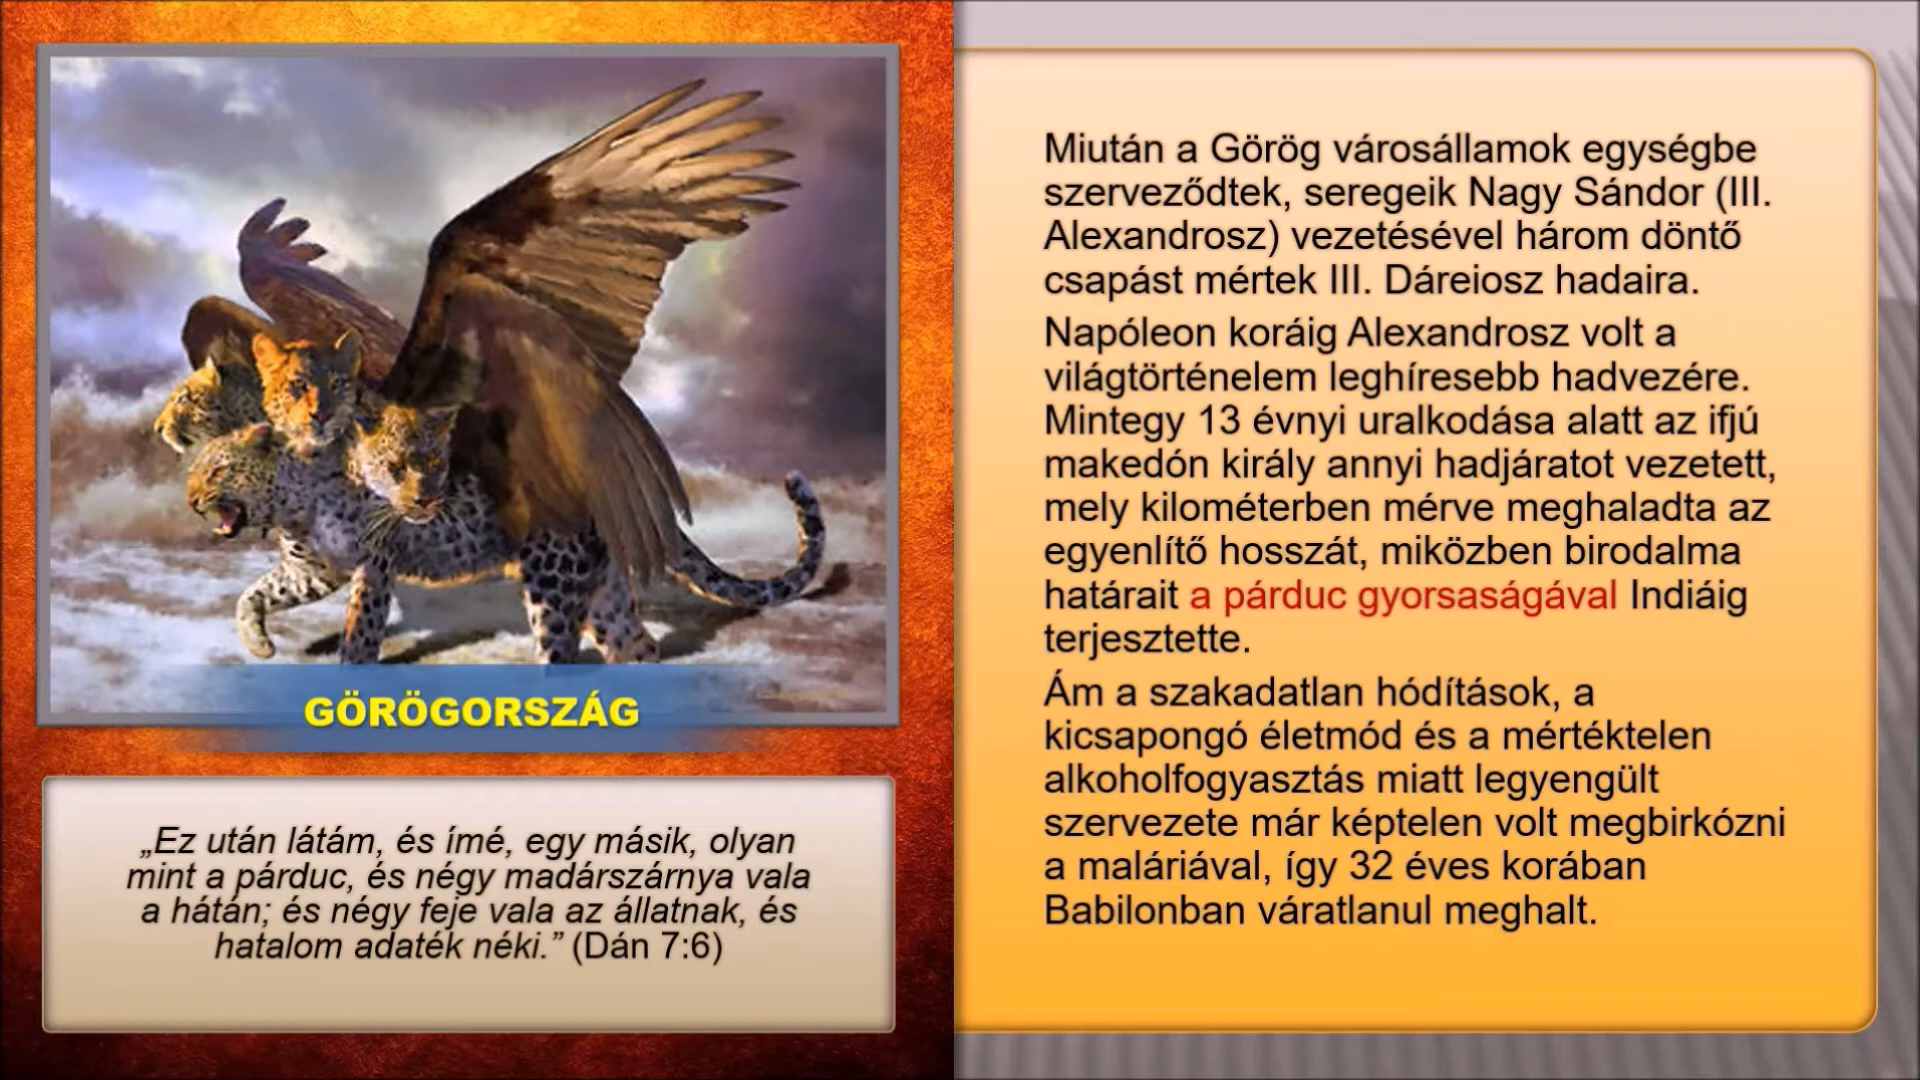 GÖRÖGORSZÁG
„Ez után látám, és ímé, egy másik, olyan
mint a párduc, és négy madárszárnya vala
a hátán; és négy feje vala az állatnak, és
hatalom adaték néki.” (Dán 7:6)
Miután a Görög városállamok egységbe
szerveződtek, seregeik Nagy Sándor (III.
Alexandrosz) vezetésével három döntő
csapást mértek III. Dáreiosz hadaira.
Napóleon koráig Alexandrosz volt a
világtörténelem leghíresebb hadvezére.
Mintegy 13 évnyi uralkodása alatt az ifjú
makedón király annyi hadjáratot vezetett,
mely kilométerben mérve meghaladta az
egyenlítő hosszát, miközben birodalma
határait a párduc gyorsaságával Indiáig
terjesztette.
Ám a szakadatlan hódítások, a
kicsapongó életmód és a mértéktelen
alkoholfogyasztás miatt legyengült
szervezete már képtelen volt megbirkózni
a maláriával, így 32 éves korában
Babilonban váratlanul meghalt.